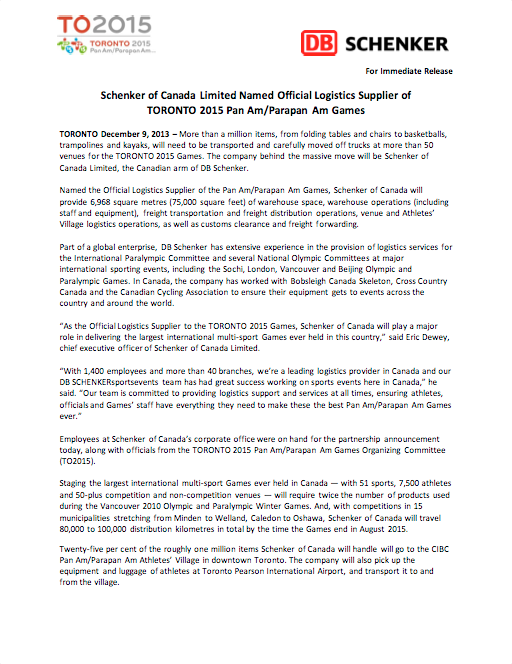 TO2015
TORONTO 2015
Pan Am/Parapan Am
DB SCHENKER
For Immediate Release
Schenker of Canada Limited Named Official Logistics Supplier of
TORONTO 2015 Pan Am/Parapan Am Games
TORONTO December 9, 2013 – More than a million items, from folding tables and chairs to basketballs,
trampolines and kayaks, will need to be transported and carefully moved off trucks at more than 50
venues for the TORONTO 2015 Games. The company behind the massive move will be Schenker of
Canada Limited, the Canadian arm of DB Schenker.
Named the Official Logistics Supplier of the Pan Am/Parapan Am Games, Schenker of Canada will
provide 6,968 square metres (75,000 square feet) of warehouse space, warehouse operations (including
staff and equipment), freight transportation and freight distribution operations, venue and Athletes’
Village logistics operations, as well as customs clearance and freight forwarding.
Part of a global enterprise, DB Schenker has extensive experience in the provision of logistics services for
the International Paralympic Committee and several National Olympic Committees at major
international sporting events, including the Sochi, London, Vancouver and Beijing Olympic and
Paralympic Games. In Canada, the company has worked with Bobsleigh Canada Skeleton, Cross Country
Canada and the Canadian Cycling Association to ensure their equipment gets to events across the
country and around the world.
“As the Official Logistics Supplier to the TORONTO 2015 Games, Schenker of Canada will play a major
role in delivering the largest international multi-sport Games ever held in this country,” said Eric Dewey,
chief executive officer of Schenker of Canada Limited.
“With 1,400 employees and more than 40 branches, we’re a leading logistics provider in Canada and our
DB SCHENKERsportsevents team has had great success working on sports events here in Canada,” he
said. “Our team is committed to providing logistics support and services at all times, ensuring athletes,
officials and Games’ staff have everything they need to make these the best Pan Am/Parapan Am Games
ever.”
Employees at Schenker of Canada’s corporate office were on hand for the partnership announcement
today, along with officials from the TORONTO 2015 Pan Am/Parapan Am Games Organizing Committee
(TO2015).
Staging the largest international multi-sport Games ever held in Canada — with 51 sports, 7,500 athletes
and 50-plus competition and non-competition venues — will require twice the number of products used
during the Vancouver 2010 Olympic and Paralympic Winter Games. And, with competitions in 15
municipalities stretching from Minden to Welland, Caledon to Oshawa, Schenker of Canada will travel
80,000 to 100,000 distribution kilometres in total by the time the Games end in August 2015.
Twenty-five per cent of the roughly one million items Schenker of Canada will handle will go to the CIBC
Pan Am/Parapan Am Athletes’ Village in downtown Toronto. The company will also pick up the
equipment and luggage of athletes at Toronto Pearson International Airport, and transport it to and
from the village.